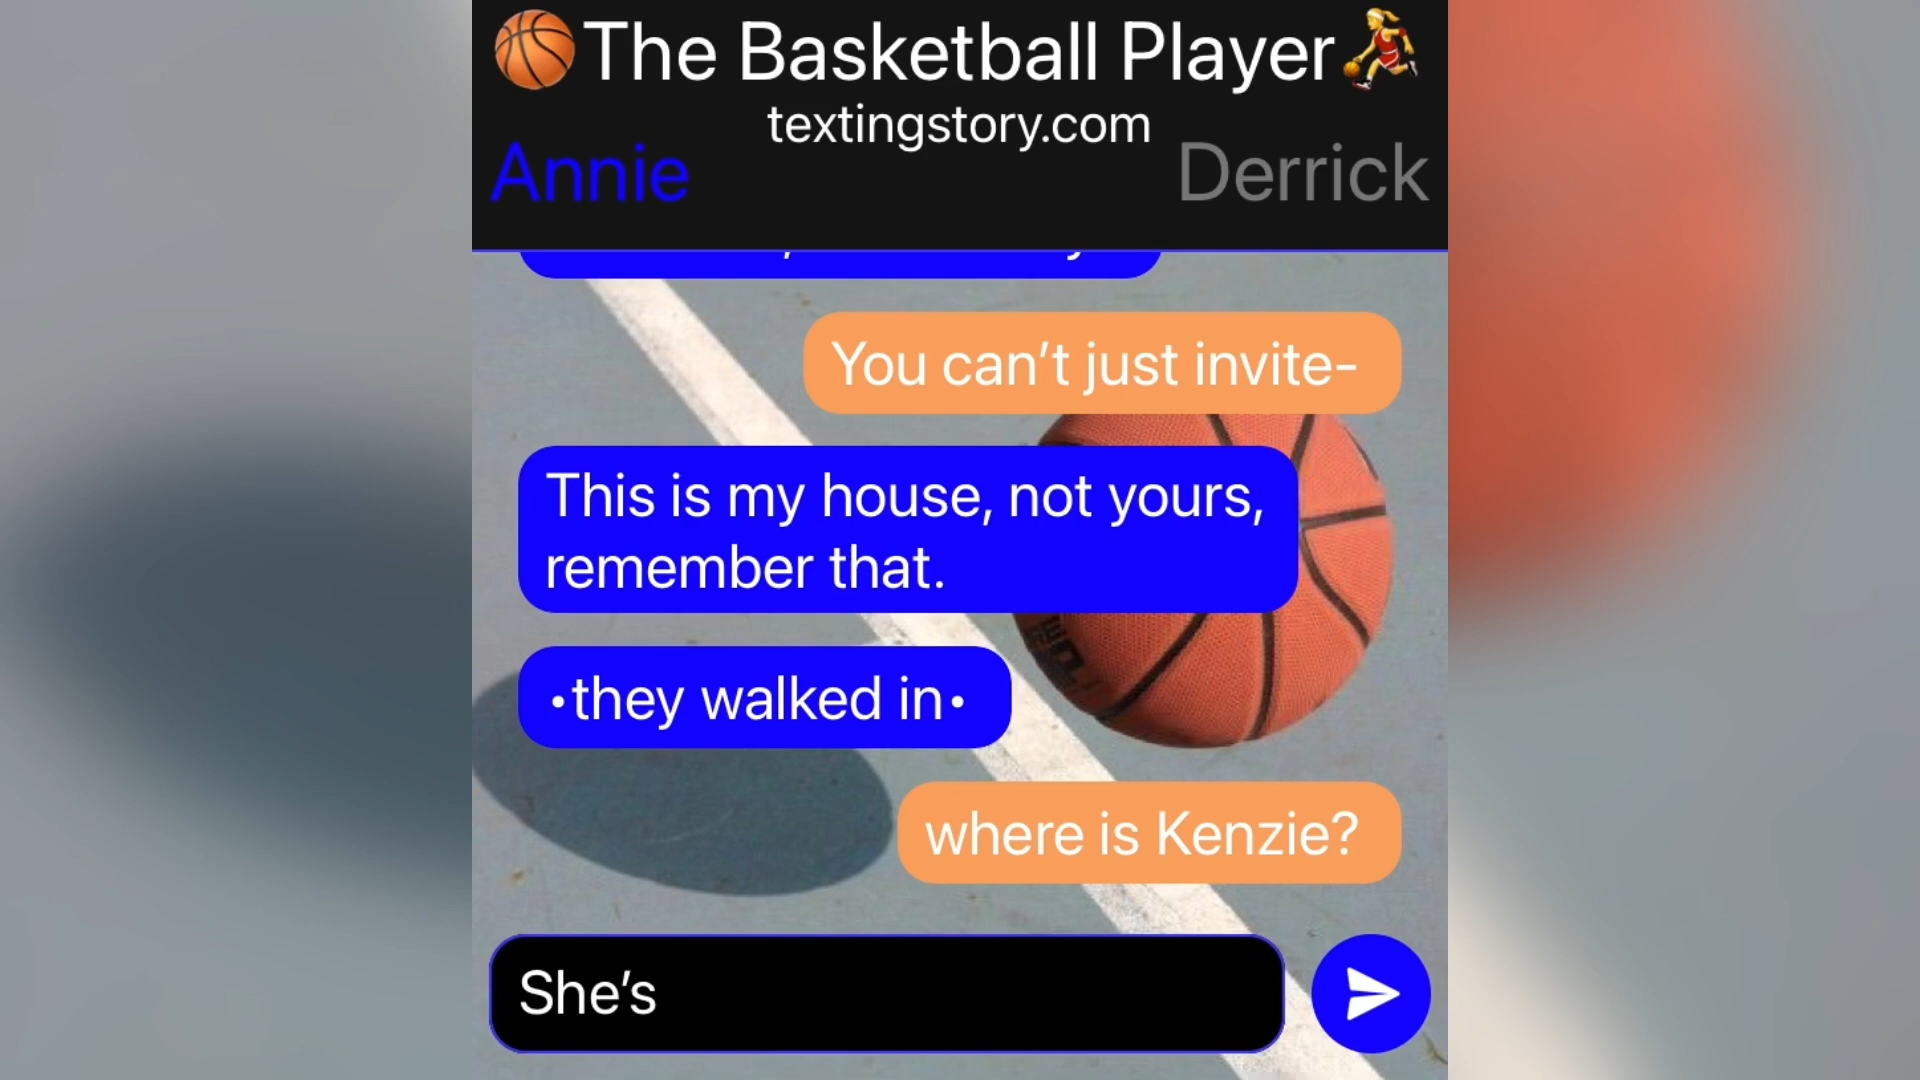 The Basketball Player
textingstory.com
Annie
Derrick
You can’t just invite-
This is my house, not yours,
remember that.
•they walked in•
where is Kenzie?
She’s